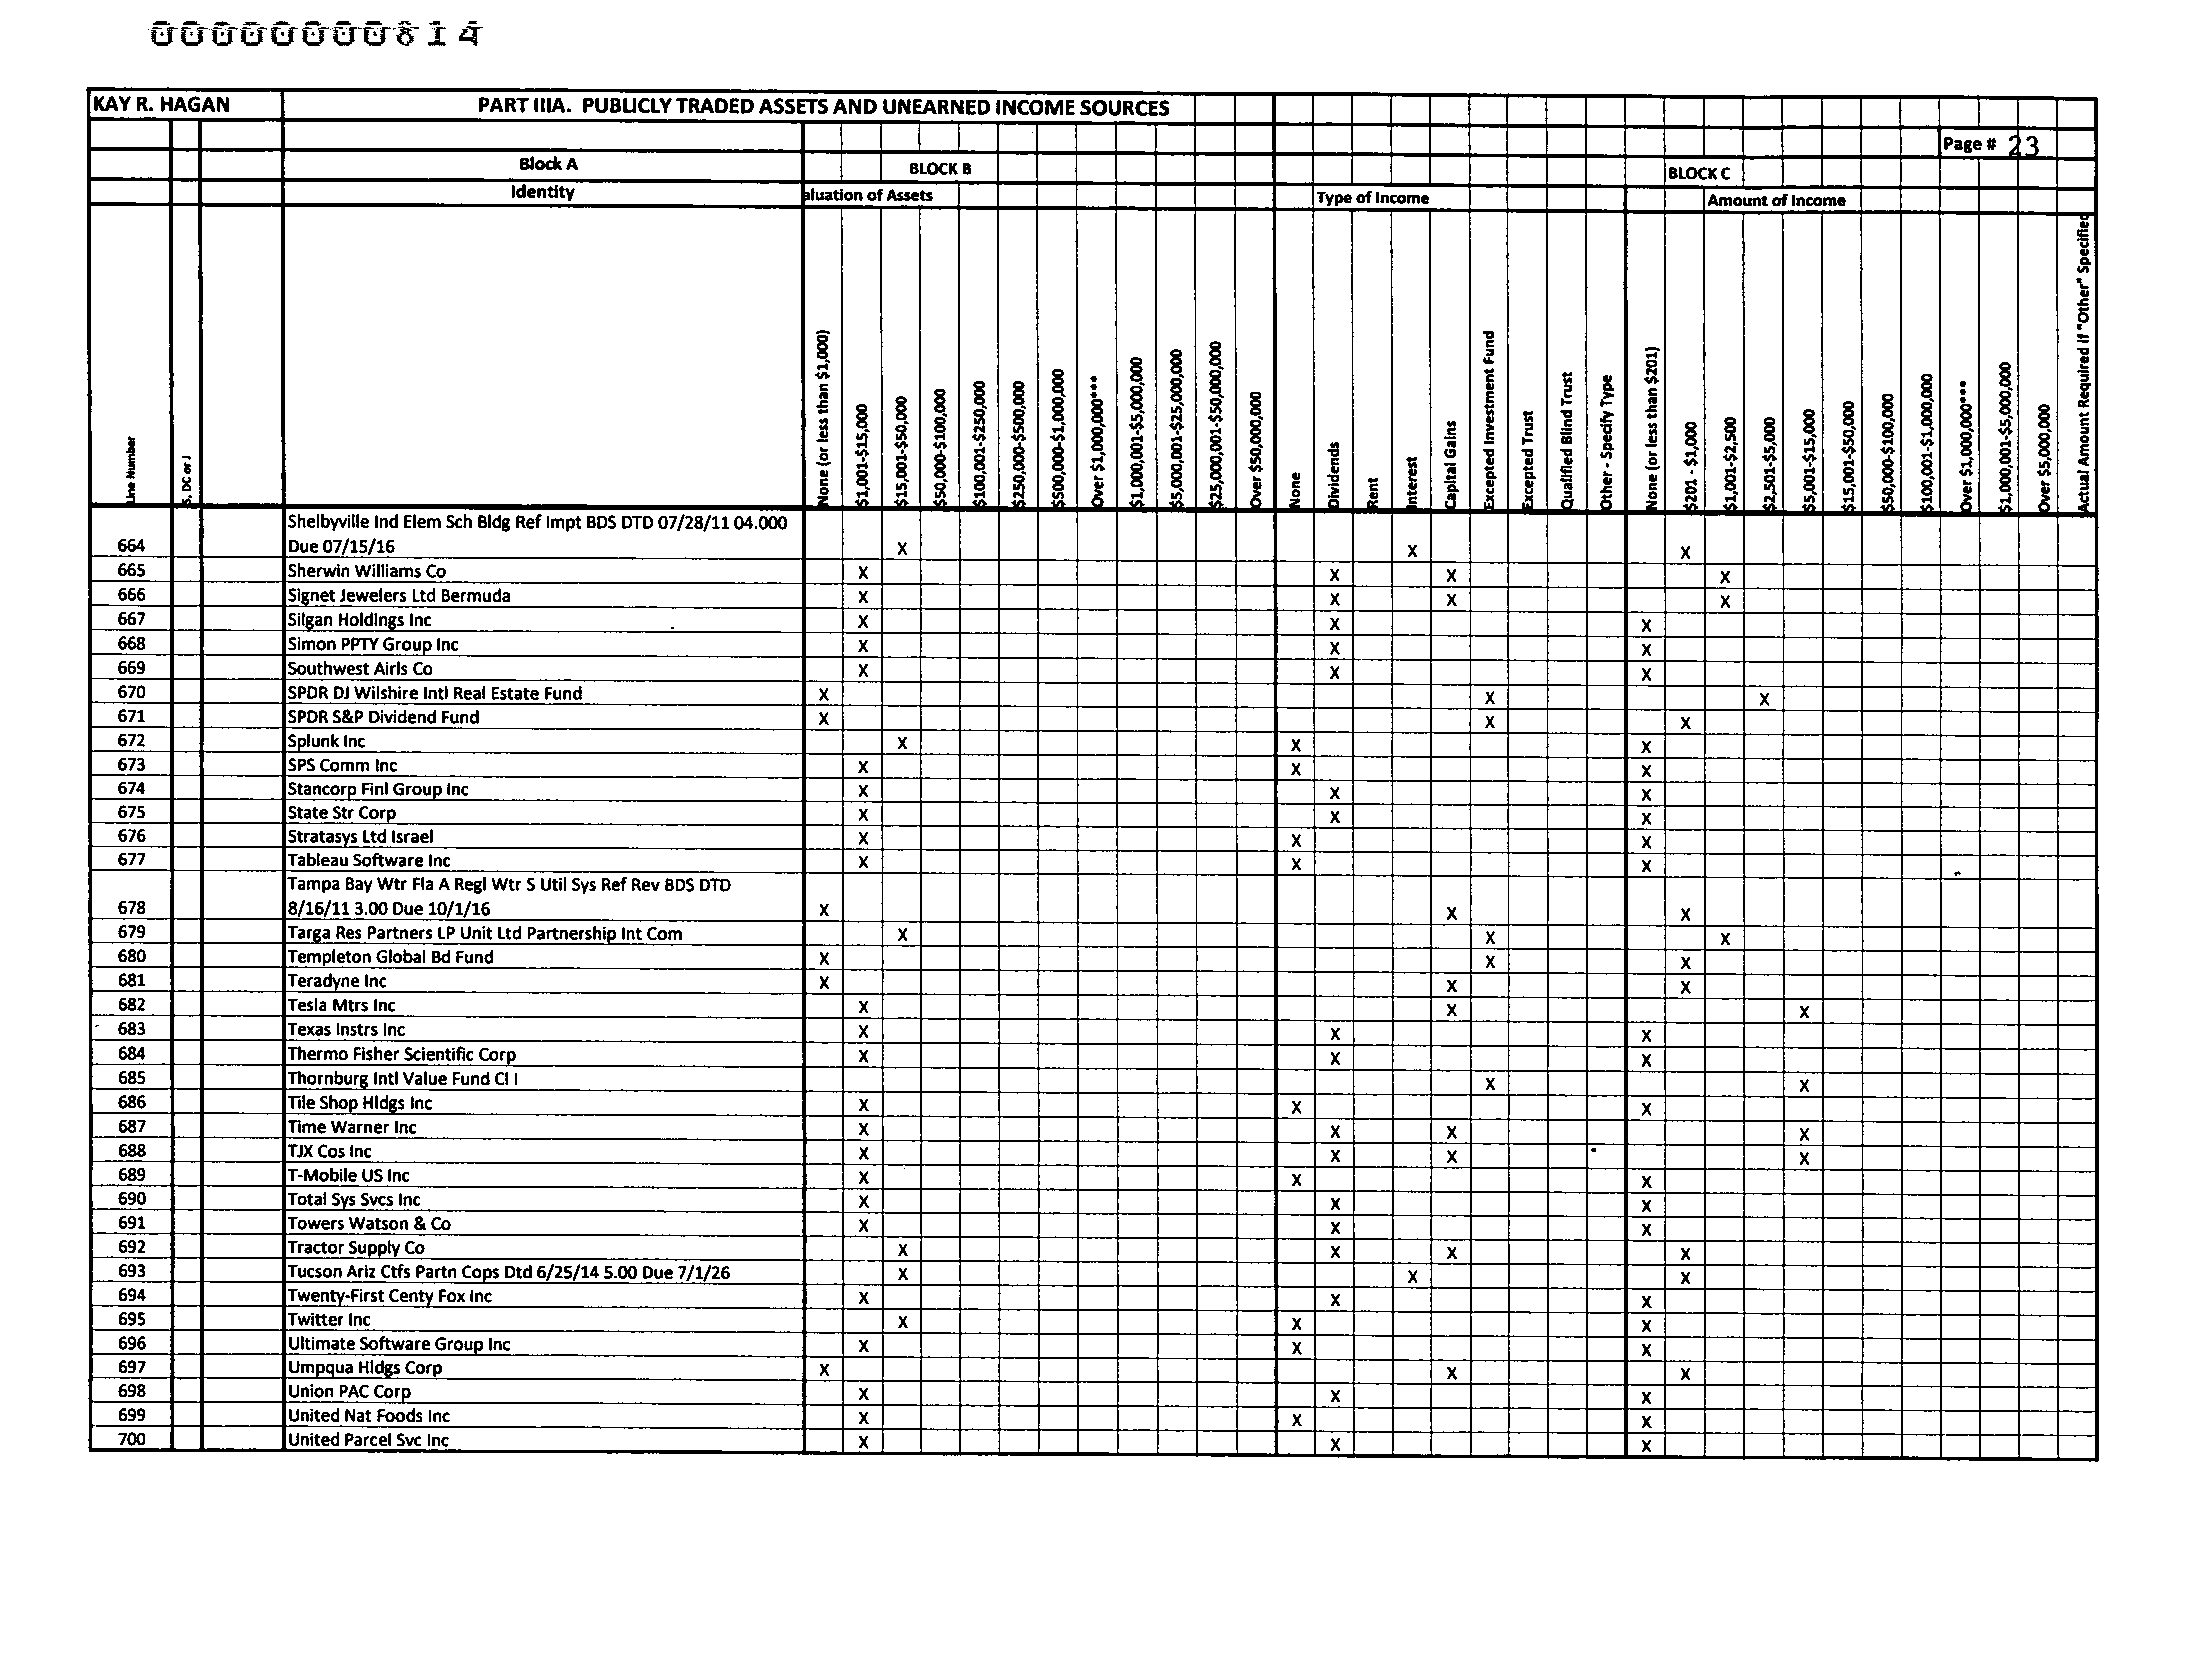 0000000814
KAY R. HAGAN PART IIIA. PUBLICLY TRADED ASSETS AND UNEARNED INCOME SOURCES
Page # 23
Block A BLOCK B BLOCK C
Identity aluation of Assets Type of Income Amount of Income
Line Number
S, DC or J
None (or less than $1,000)
$1,001-$15,000
$15,001-$50,000
$50,000-$100,000
$100,001-$250,000
$250,000-$500,000
$500,000-$1,000,000
Over $1,000,000***
$1,000,001-$5,000,000
$5,000,001-$25,000,000
$25,000,001-$50,000,000
Over $50,000,000
None
Dividends
Rent
Interest
Capital Gains
Excepted Investment Fund
Excepted Trust
Qualified Blind Trust
Other - Specify Type
None (or less than $201)
$201 - $1,000
$1,001-$2,500
$2,501-$5,000
$5,001-$15,000
$15,001-$50,000
$50,000-$100,000
$100,001-$1,000,000
Over $1,000,000***
$1,000,001-$5,000,000
Over $5,000,000
Actual Amount Required If "Other" Specified
Shelbyville Ind Elem Sch Bldg Ref Impt BDS DTD 07/28/11 04.000
664 Due 07/15/16 X X X
665 Sherwin Williams Co X X X X
666 Signet Jewelers Ltd Bermuda X X X X
667 Silgan Holdings Inc X X X
668 Simon PPTY Group Inc X X X
669 Southwest Airls Co X X X
670 SPDR DJ Wilshire Intl Real Estate Fund X X X
671 SPDR S&P Dividend Fund X X X
672 Splunk Inc X X X
673 SPS Comm Inc X X X
674 Stancorp Finl Group Inc X X X
675 State Str Corp X X X
676 Stratasys Ltd Israel X X X
677 Tableau Software Inc X X X
Tampa Bay Wtr Fla A Regl Wtr S Util Sys Ref Rev BDS DTD
678 8/16/11 3.00 Due 10/1/16 X X X
679 Targa Res Partners LP Unit Ltd Partnership Int Com X X X
680 Templeton Global Bd Fund X X X
681 Teradyne Inc X X X
682 Tesla Mtrs Inc X X X
683 Texas Instrs Inc X X X
684 Thermo Fisher Scientific Corp X X X
685 Thornburg Intl Value Fund Cl I X X
686 Tile Shop Hldgs Inc X X X
687 Time Warner Inc X X X X
688 TJX Cos Inc X X X X
689 T-Mobile US Inc X X X
690 Total Sys Svcs Inc X X X
691 Towers Watson & Co X X X
692 Tractor Supply Co X X X X
693 Tucson Ariz Ctfs Partn Cops Dtd 6/25/14 5.00 Due 7/1/26 X X X
694 Twenty-First Centy Fox Inc X X X
695 Twitter Inc X X X
696 Ultimate Software Group Inc X X X
697 Umpqua Hldgs Corp X X X
698 Union PAC Corp X X X
699 United Nat Foods Inc X X X
700 United Parcel Svc Inc X X X